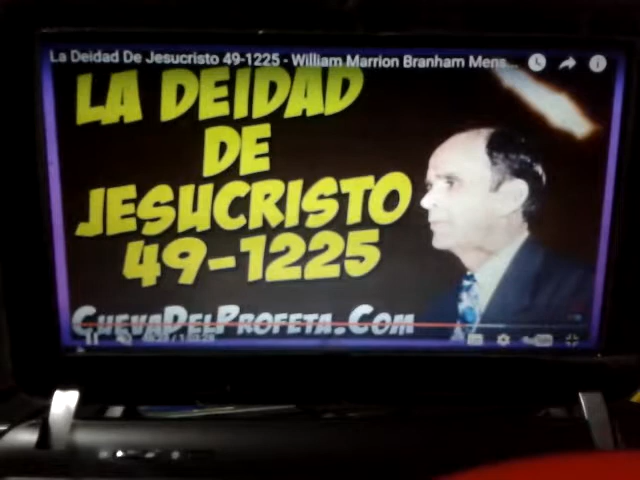 La Deidad De Jesucristo 49-1225 - William Marrion Branham Mens...
LA DEIDAD
DE
JESUCRISTO
49-1225
CUEVADELPROFETA.COM